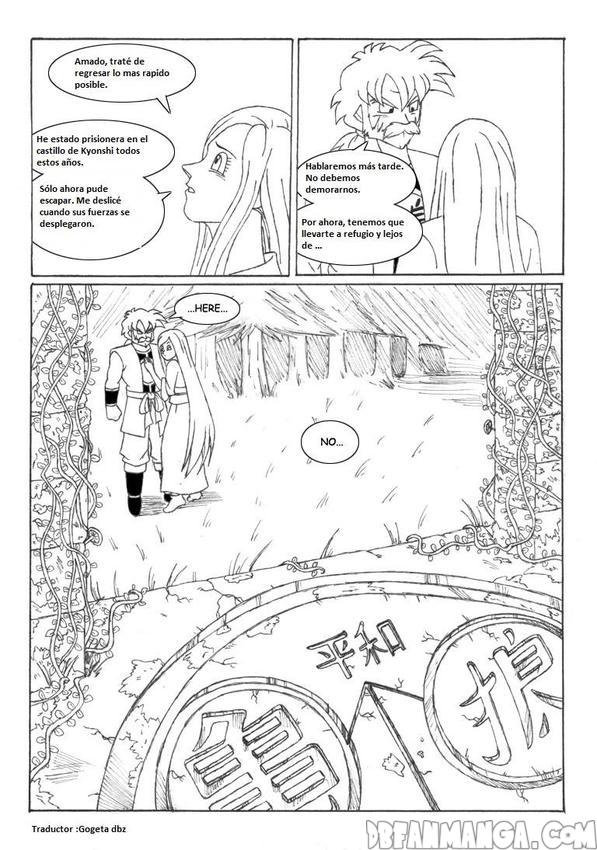 Amado, traté de
regresar lo mas rapido
posible.
He estado prisionera en el
castillo de Kyonshi todos
estos años.
Sólo ahora pude
escapar. Me deslicé
cuando sus fuerzas se
desplegaron.
Hablaremos más tarde.
No debemos
demorarnos.
Por ahora, tenemos que
llevarte a refugio y lejos
de ...
...HERE...
NO...
平和
Traductor :Gogeta dbz
DBFANMANGA.COM